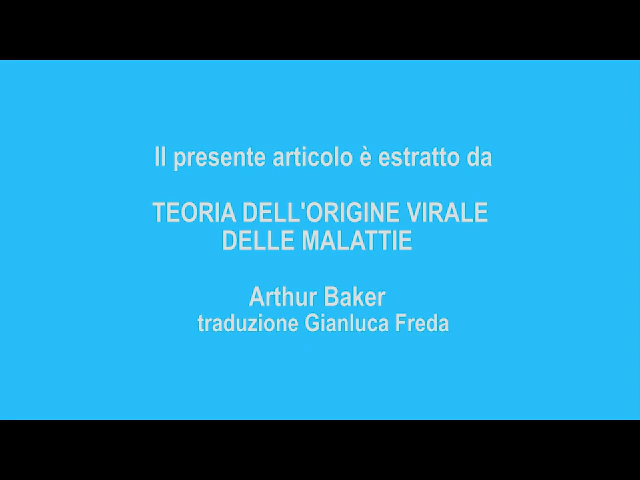 Il presente articolo è estratto da
TEORIA DELL'ORIGINE VIRALE
DELLE MALATTIE
Arthur Baker
traduzione Gianluca Freda